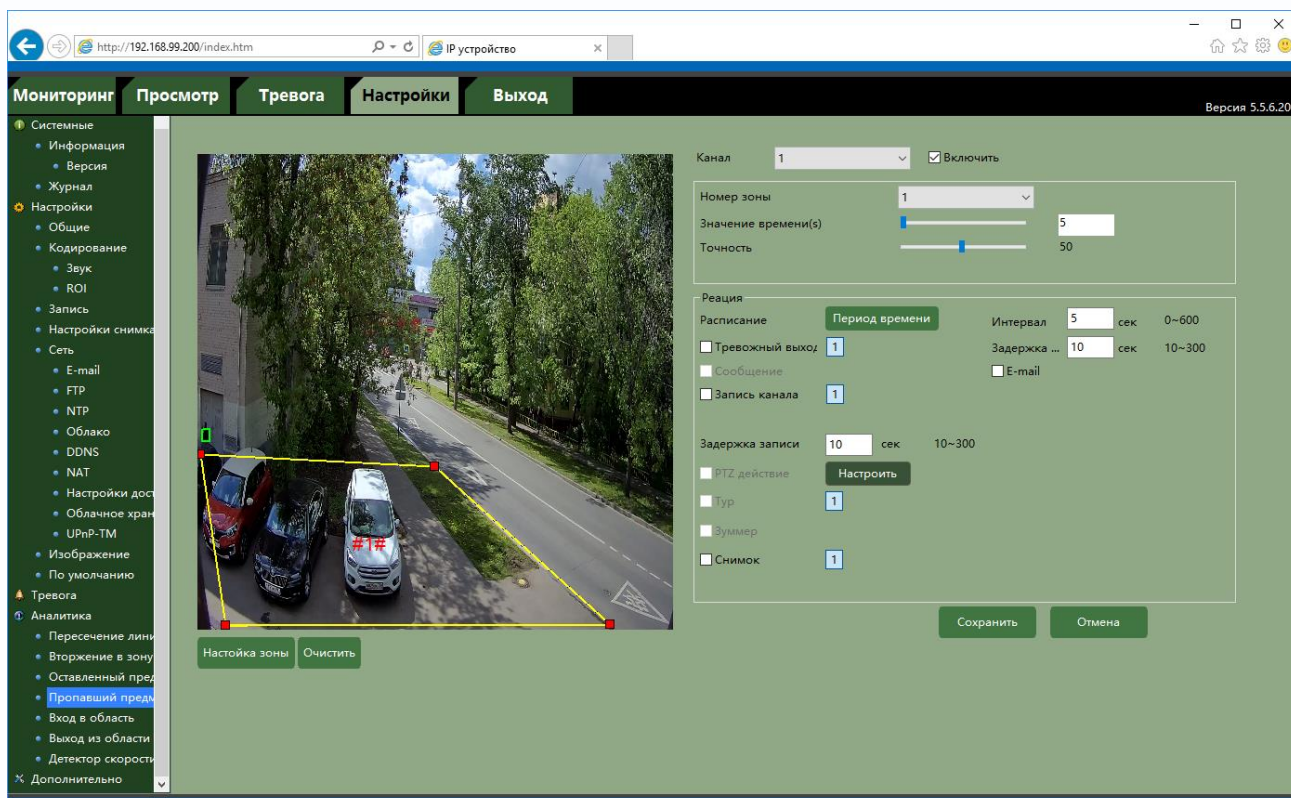 http://192.168.99.200/index.htm
IP устройство
Мониторинг Просмотр Тревога Настройки Выход
Версия 5.5.6.20
Системные
Информация
Версия
Журнал
Настройки
Общие
Кодирование
Звук
ROI
Запись
Настройки снимка
Сеть
E-mail
FTP
NTP
Облако
DDNS
NAT
Настройки дост
Облачное хран
UPnP-TM
Изображение
По умолчанию
Тревога
Аналитика
Пересечение лини
Вторжение в зону
Оставленный пред
Пропавший предм
Вход в область
Выход из области
Детектор скорости
Дополнительно
#1#
Настойка зоны Очистить
Канал 1 Включить
Номер зоны 1
Значение времени(s) 5
Точность 50
Реация
Расписание Период времени Интервал 5 сек 0~600
Тревожный выход 1 Задержка ... 10 сек 10~300
Сообщение E-mail
Запись канала 1
Задержка записи 10 сек 10~300
PTZ действие Настроить
Тур 1
Зуммер
Снимок 1
Сохранить Отмена